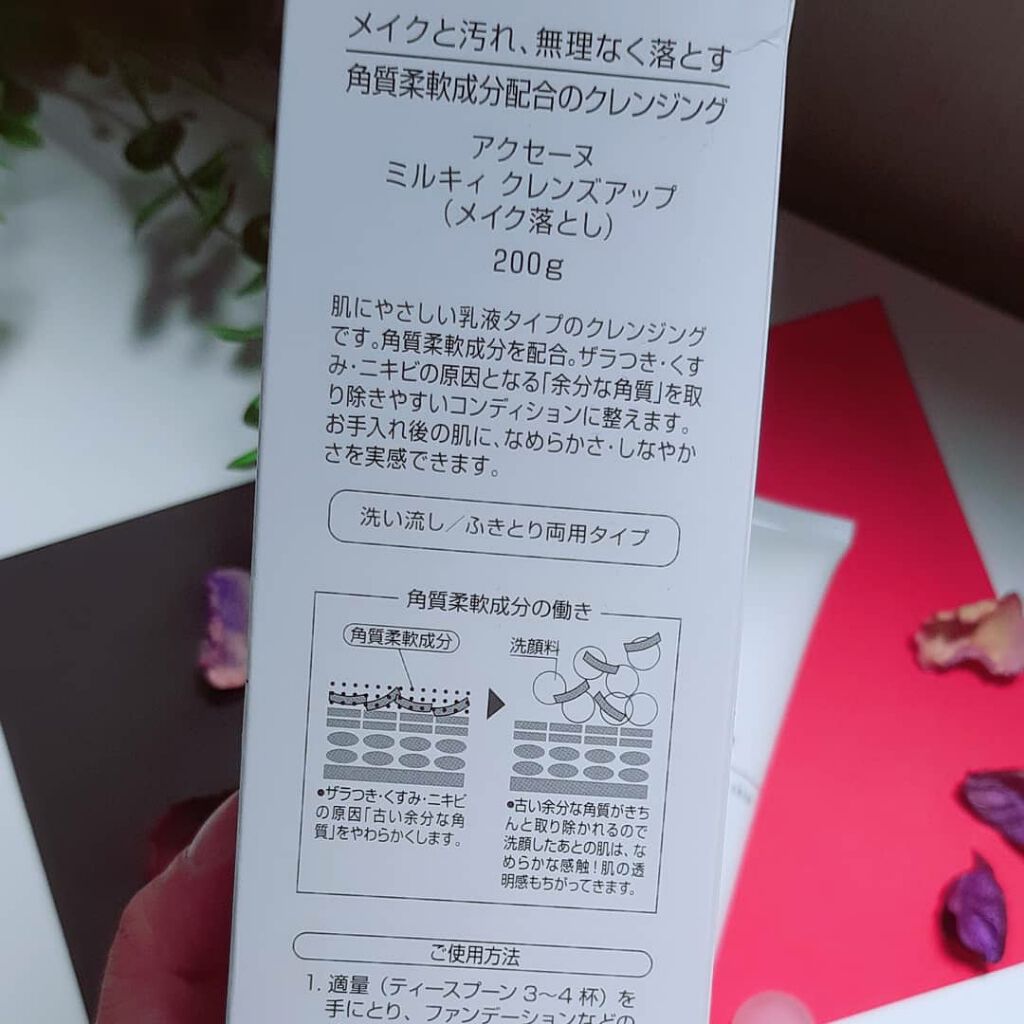 メイクと汚れ、無理なく落とす
角質柔軟成分配合のクレンジング
アクセーヌ
ミルキィ クレンズアップ
（メイク落とし）
200g
肌にやさしい乳液タイプのクレンジング
です。角質柔軟成分を配合。ザラつき・くす
み・ニキビの原因となる「余分な角質」を取
り除きやすいコンディションに整えます。
お手入れ後の肌に、なめらかさ・しなやか
さを実感できます。
洗い流し／ふきとり両用タイプ
角質柔軟成分の働き
角質柔軟成分
洗顔料
●ザラつき・くすみ・ニキビ
の原因「古い余分な角
質」をやわらかくします。
●古い余分な角質がきち
んと取り除かれるので
洗顔したあとの肌は、な
めらかな感触！肌の透
明感もちがってきます。
ご使用方法
1. 適量（ティースプーン 3〜4 杯）を
手にとり、ファンデーションなどの